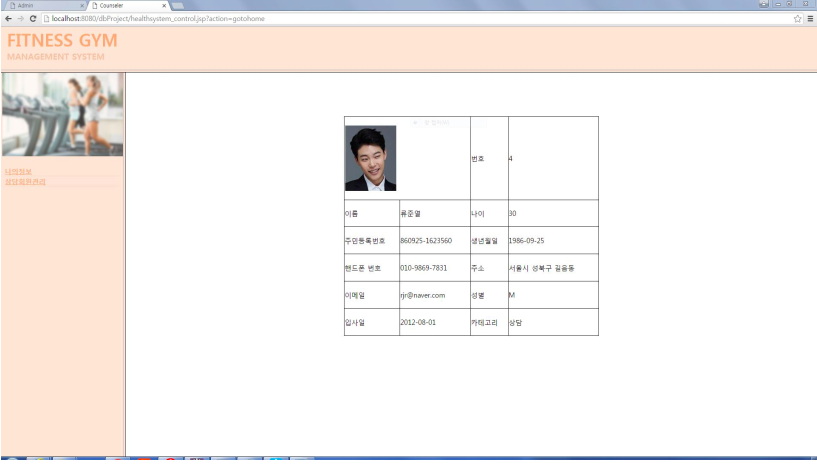 Admin
Counseler
localhost:8080/dbProject/healthsystem_control.jsp?action=gotohome
FITNESS GYM
MANAGEMENT SYSTEM
나의정보
상담회원관리
번호 4
이름 류준열 나이 30
주민등록번호 860925-1623560 생년월일 1986-09-25
핸드폰 번호 010-9869-7831 주소 서울시 성북구 길음동
이메일 rjr@naver.com 성별 M
입사일 2012-08-01 카테고리 상담